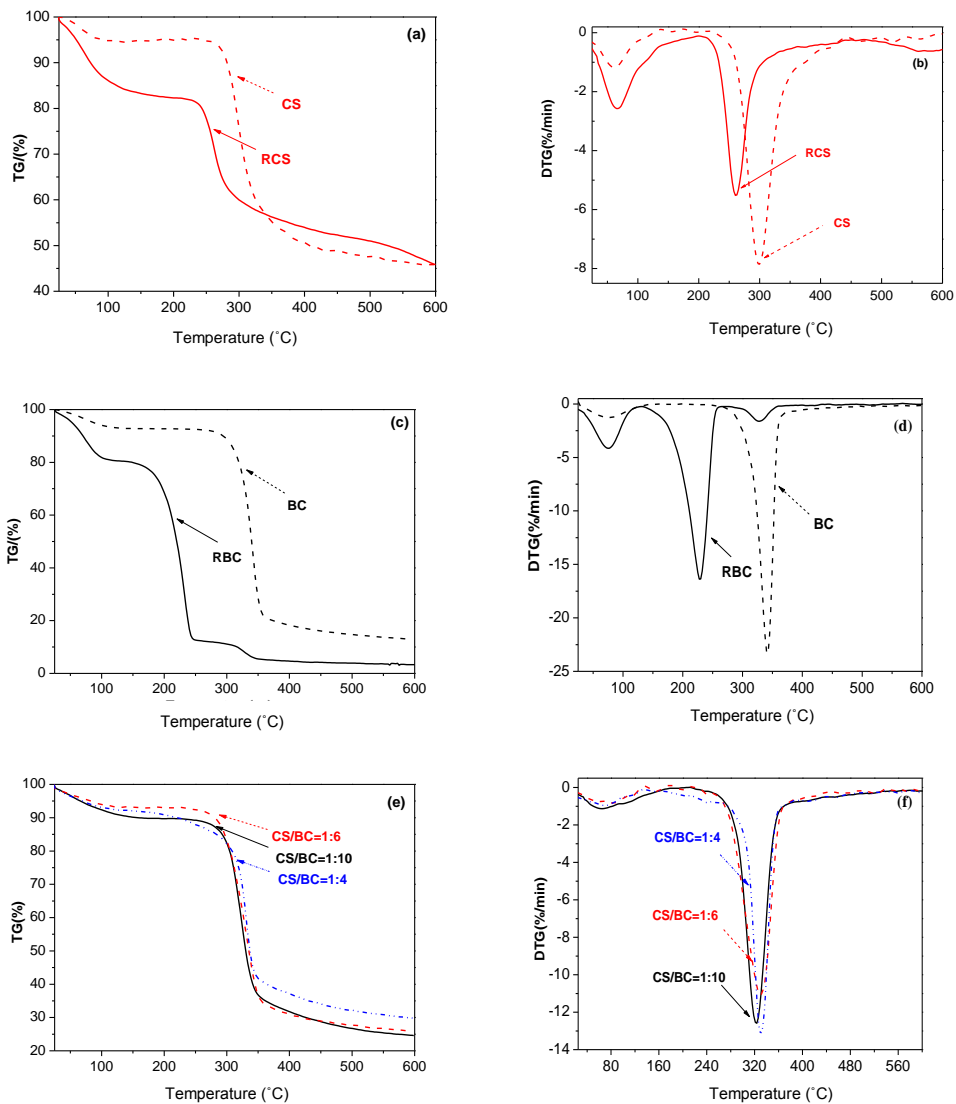 100
90
80
70
60
50
40
TG/(%)
(a)
CS
RCS
100
200
300
400
500
600
Temperature (˚C)
0
-2
-4
-6
-8
DTG(%/min)
(b)
RCS
CS
100
200
300
400
500
600
Temperature (˚C)
100
80
60
40
20
0
TG/(%)
(c)
BC
RBC
100
200
300
400
500
600
Temperature (˚C)
0
-5
-10
-15
-20
-25
DTG(%/min)
(d)
BC
RBC
100
200
300
400
500
600
Temperature (˚C)
100
90
80
70
60
50
40
30
20
TG(%)
(e)
CS/BC=1:6
CS/BC=1:10
CS/BC=1:4
100
200
300
400
500
600
Temperature (˚C)
0
-2
-4
-6
-8
-10
-12
-14
DTG(%/min)
(f)
CS/BC=1:4
CS/BC=1:6
CS/BC=1:10
80
160
240
320
400
480
560
Temperature (˚C)